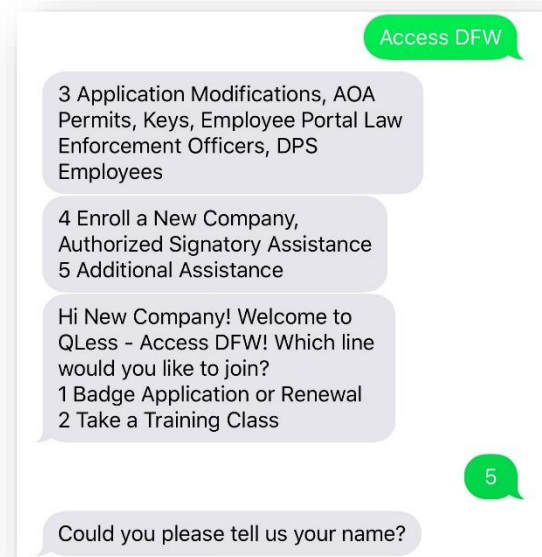 Access DFW
3 Application Modifications, AOA
Permits, Keys, Employee Portal Law
Enforcement Officers, DPS
Employees
4 Enroll a New Company,
Authorized Signatory Assistance
5 Additional Assistance
Hi New Company! Welcome to
QLess - Access DFW! Which line
would you like to join?
1 Badge Application or Renewal
2 Take a Training Class
5
Could you please tell us your name?